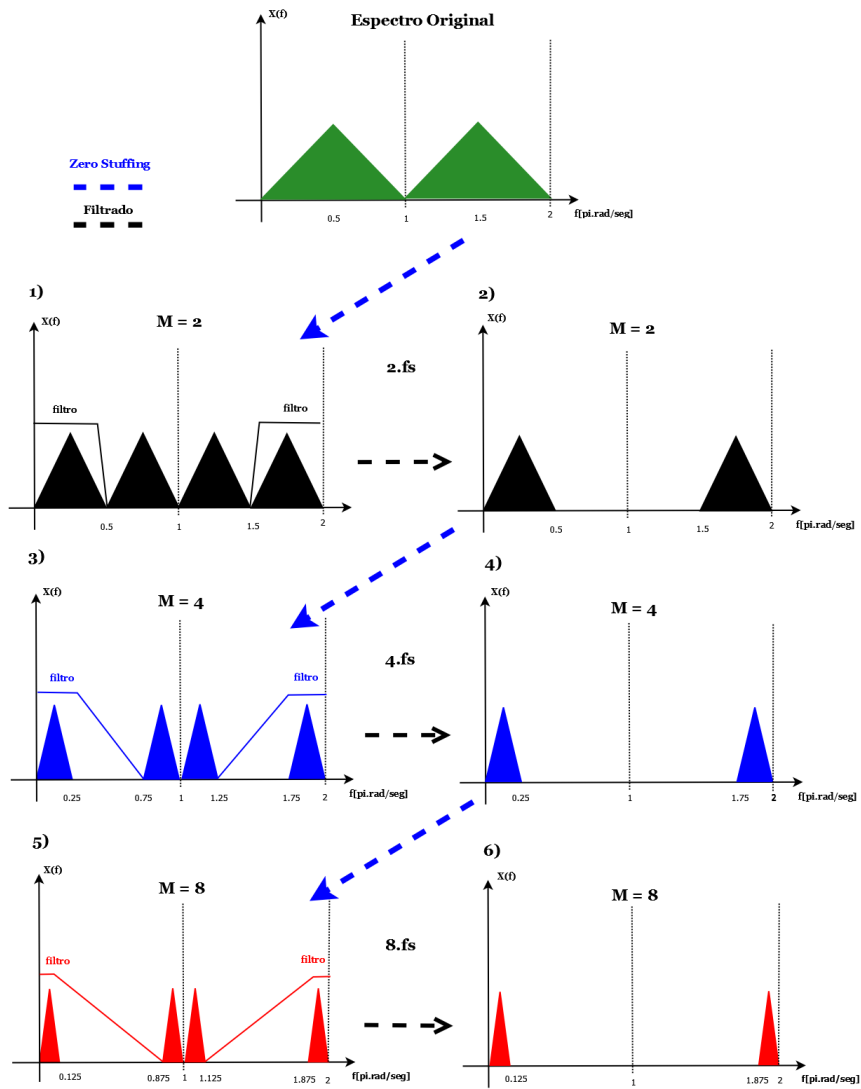 Espectro Original
X(f)
0.5
1
1.5
2
f[pi.rad/seg]
Zero Stuffing
Filtrado
1)
M = 2
X(f)
filtro
filtro
0.5
1
1.5
2
2.fs
2)
M = 2
X(f)
0.5
1
1.5
2
f[pi.rad/seg]
3)
M = 4
X(f)
filtro
filtro
0.25
0.75
1
1.25
1.75
2
f[pi.rad/seg]
4.fs
4)
M = 4
X(f)
0.25
1
1.75
2
f[pi.rad/seg]
5)
M = 8
X(f)
filtro
filtro
0.125
0.875
1
1.125
1.875
2
f[pi.rad/seg]
8.fs
6)
M = 8
X(f)
0.125
1
1.875
2
f[pi.rad/seg]